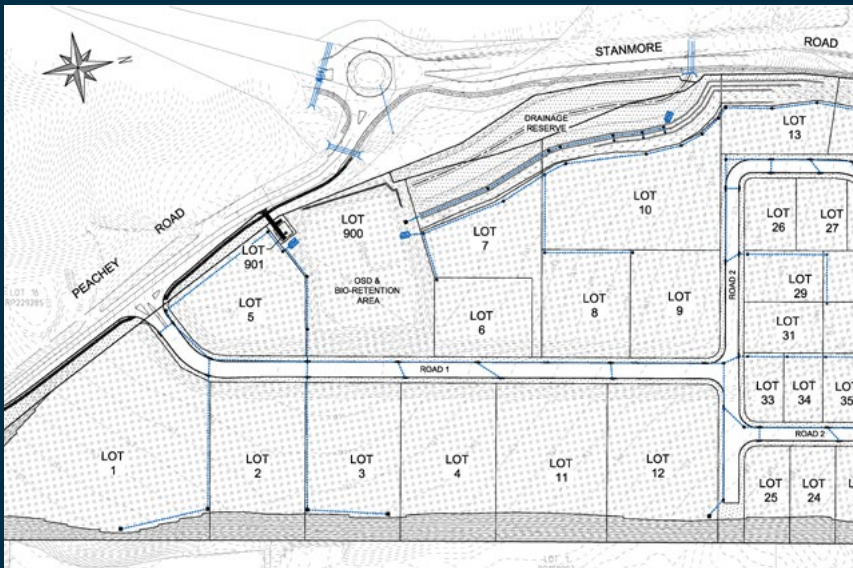 STANMORE ROAD
N
DRAINAGE
RESERVE
LOT
13
PEACHEY ROAD
LOT
900
LOT
901
OSD &
BIO-RETENTION
AREA
LOT
7
LOT
10
LOT
26
LOT
27
LOT
5
LOT
6
LOT
8
LOT
9
ROAD 2
LOT
29
LOT
31
ROAD 1
LOT
33
LOT
34
LOT
35
ROAD 2
LOT
1
LOT
2
LOT
3
LOT
4
LOT
11
LOT
12
LOT
25
LOT
24